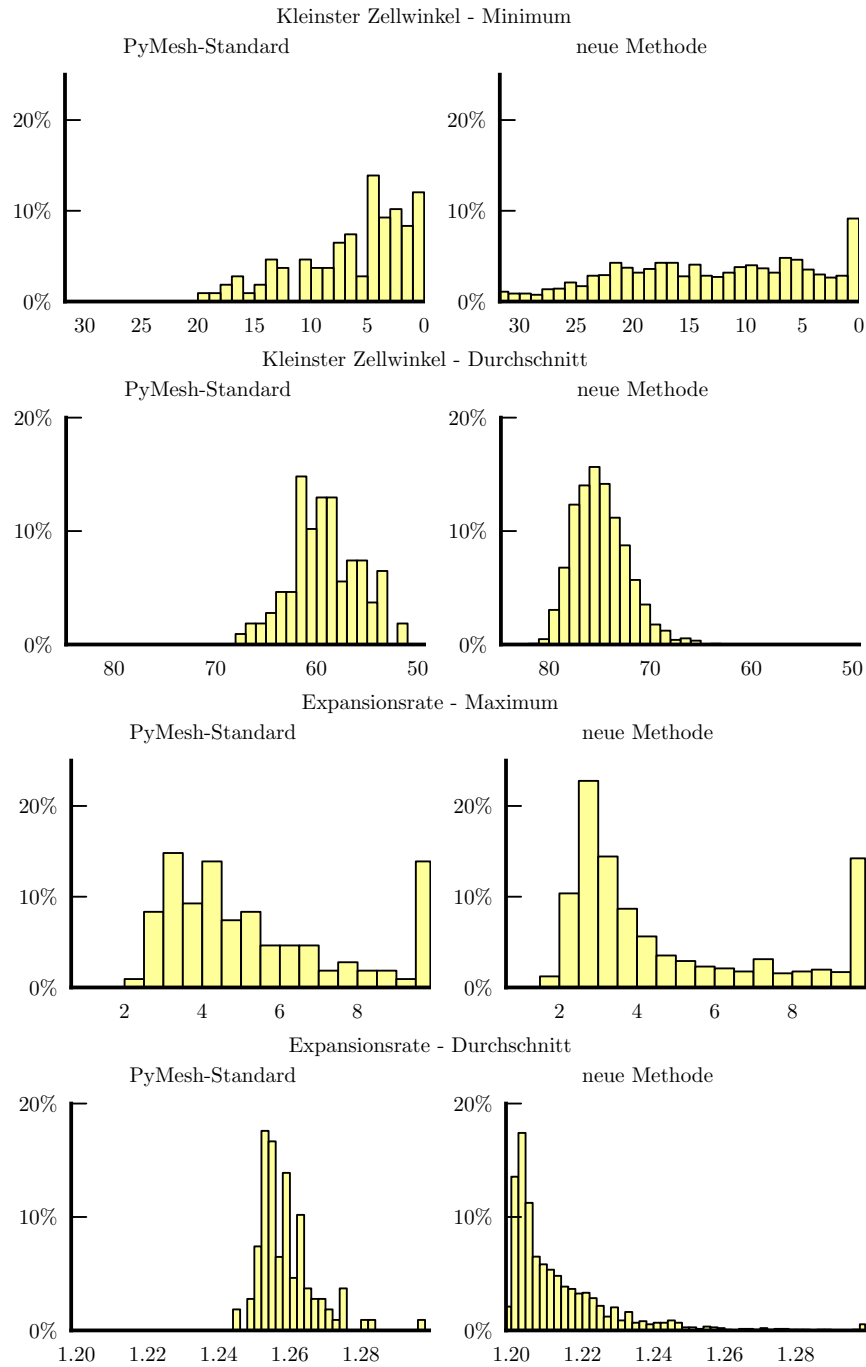 Kleinster Zellwinkel - Minimum
PyMesh-Standard neue Methode
20% 20%
10% 10%
0% 0%
30 25 20 15 10 5 0 30 25 20 15 10 5 0
Kleinster Zellwinkel - Durchschnitt
PyMesh-Standard neue Methode
20% 20%
10% 10%
0% 0%
80 70 60 50 80 70 60 50
Expansionsrate - Maximum
PyMesh-Standard neue Methode
20% 20%
10% 10%
0% 0%
2 4 6 8 2 4 6 8
Expansionsrate - Durchschnitt
PyMesh-Standard neue Methode
20% 20%
10% 10%
0% 0%
1.20 1.22 1.24 1.26 1.28 1.20 1.22 1.24 1.26 1.28